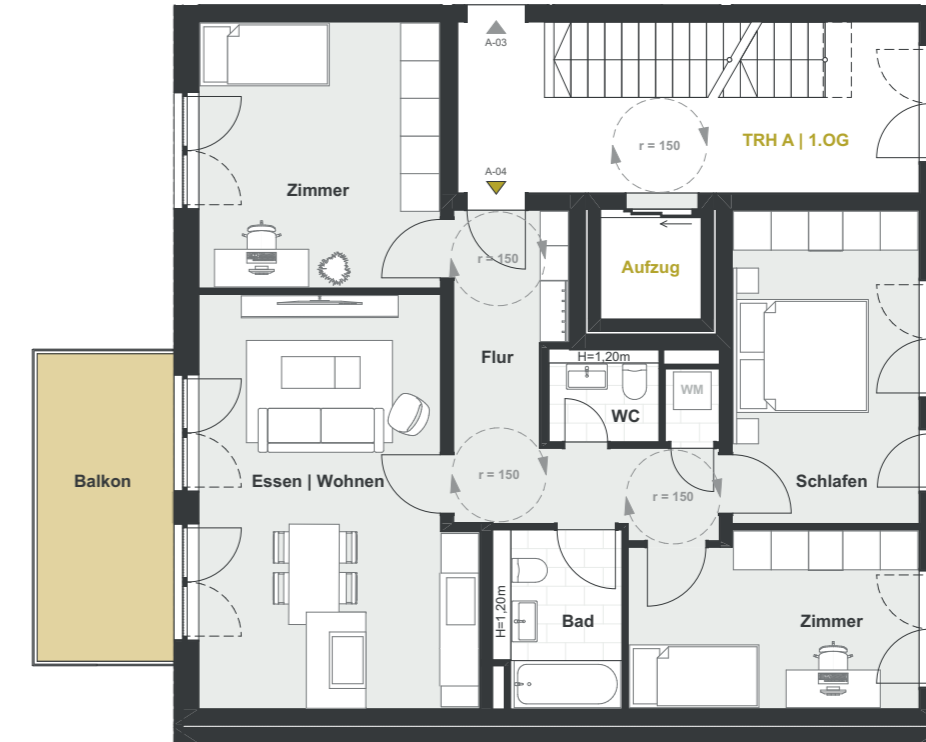 A-03
r = 150
TRH A | 1.OG
A-04
Zimmer
r = 150
Aufzug
Flur
H=1,20m
WC
WM
Balkon
Essen | Wohnen
r = 150
r = 150
Schlafen
H=1,20m
Bad
Zimmer